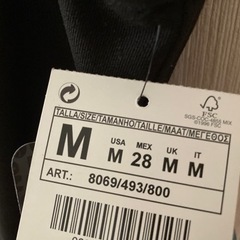 FSC
TALLA/SIZE/TAMANHO/TAILLE/MAAT/ΜΕΓΕΘΟΣ
M
USA MEX UK IT
M 28 M M
ART.: 8069/493/800